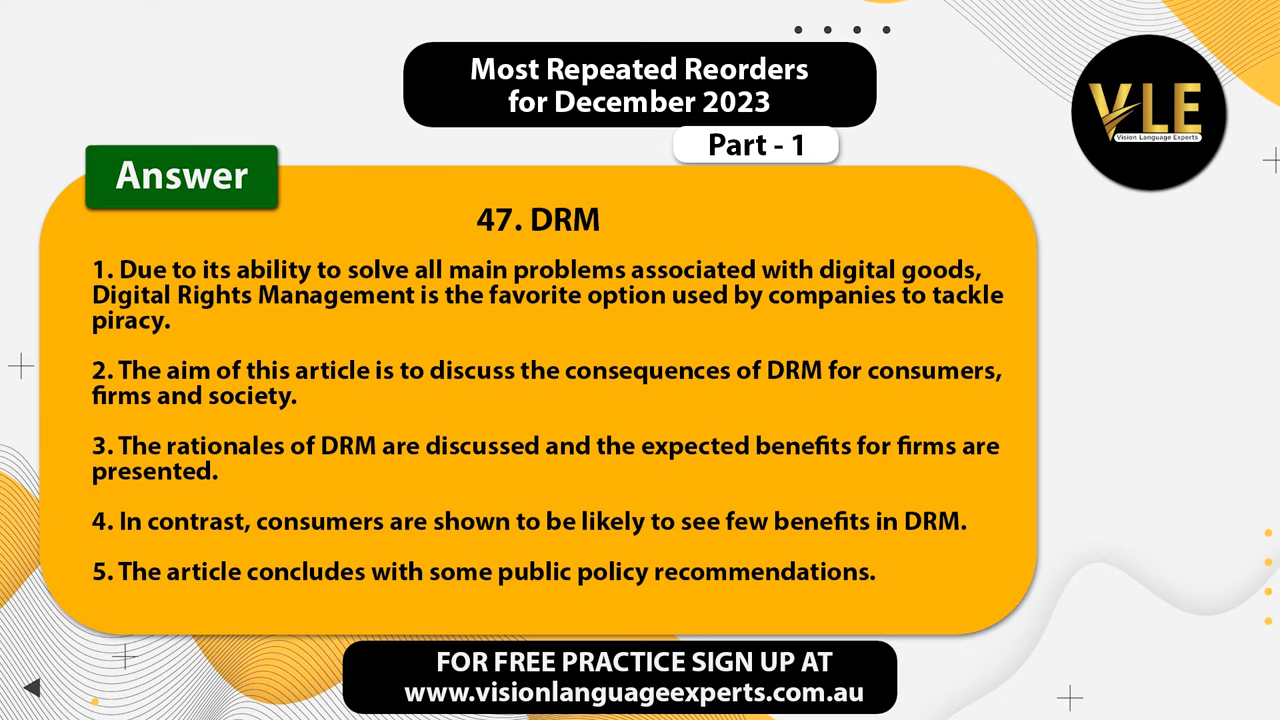 Most Repeated Reorders
for December 2023
Part - 1
VLE
Vision Language Experts
Answer
47. DRM
1. Due to its ability to solve all main problems associated with digital goods,
Digital Rights Management is the favorite option used by companies to tackle
piracy.
2. The aim of this article is to discuss the consequences of DRM for consumers,
firms and society.
3. The rationales of DRM are discussed and the expected benefits for firms are
presented.
4. In contrast, consumers are shown to be likely to see few benefits in DRM.
5. The article concludes with some public policy recommendations.
FOR FREE PRACTICE SIGN UP AT
www.visionlanguageexperts.com.au